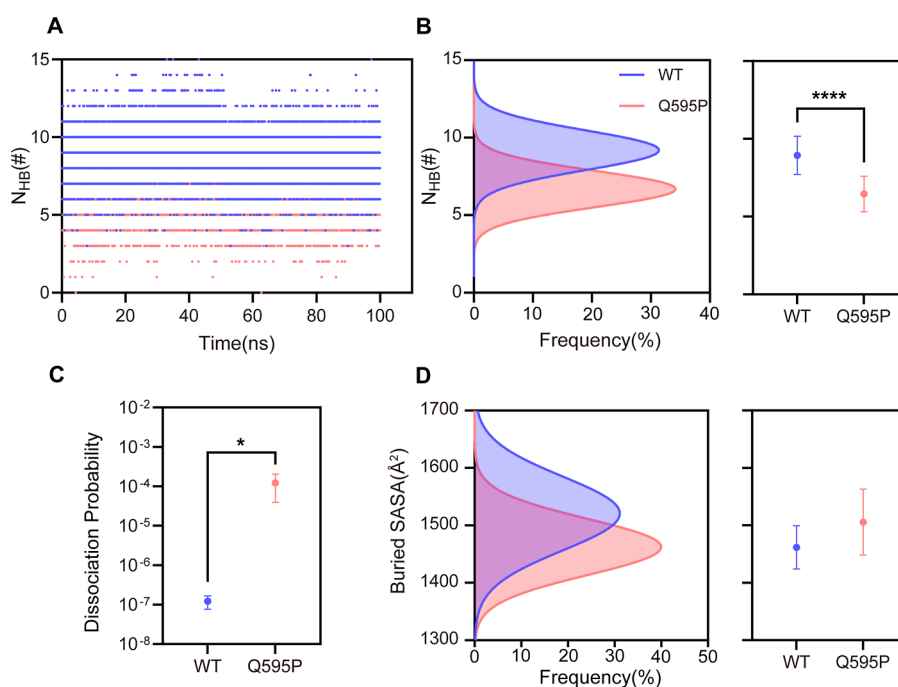 A
15
10
5
0
N_HB(#)
0 20 40 60 80 100
Time(ns)
B
15
10
5
0
N_HB(#)
WT
Q595P
0 10 20 30 40
Frequency(%)
****
WT Q595P
C
10⁻²
10⁻³
10⁻⁴
10⁻⁵
10⁻⁶
10⁻⁷
10⁻⁸
Dissociation Probability
*
WT Q595P
D
1700
1600
1500
1400
1300
Buried SASA(Å²)
0 10 20 30 40 50
Frequency(%)
WT Q595P